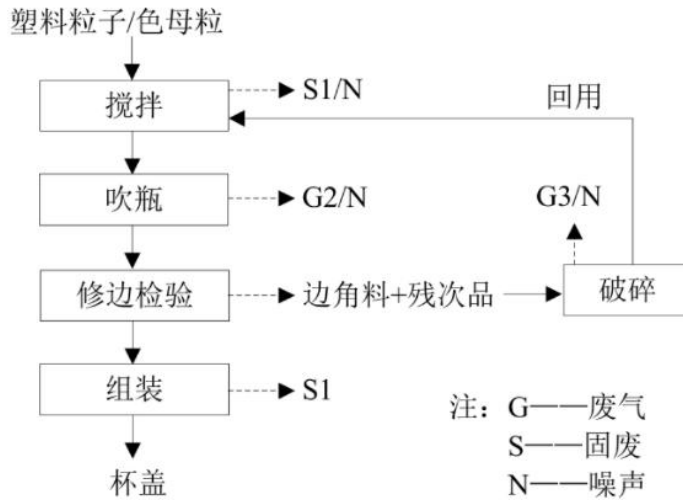 塑料粒子/色母粒
搅拌
S1/N
回用
吹瓶
G2/N
G3/N
修边检验
边角料+残次品
破碎
组装
S1
注：G——废气
S——固废
N——噪声
杯盖